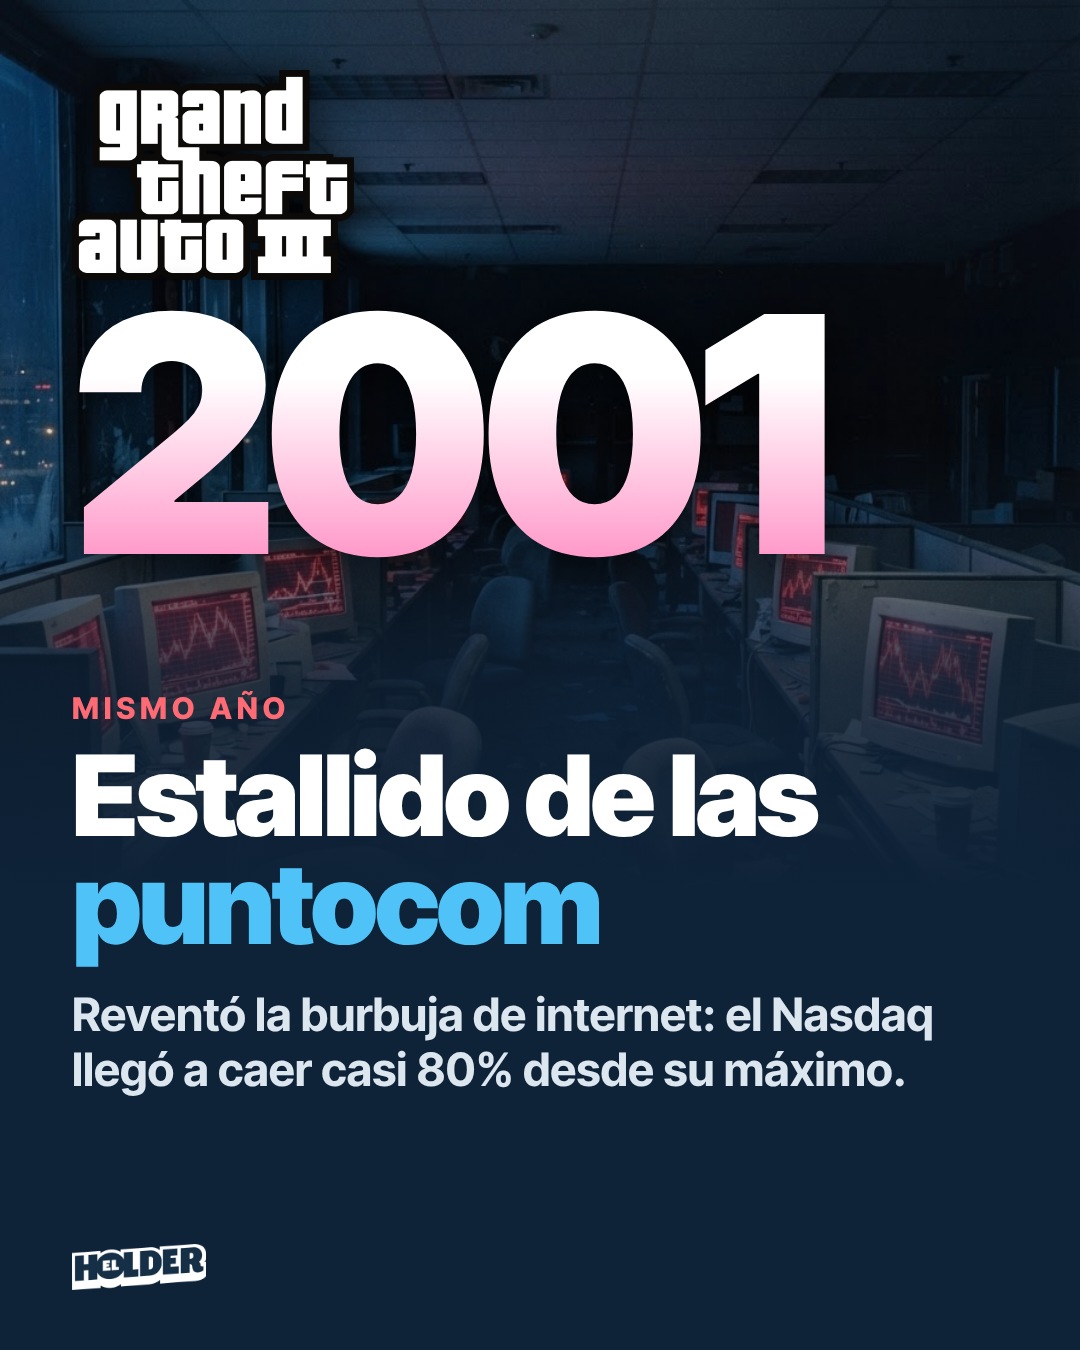 grand
theft
auto III
2001
MISMO AÑO
Estallido de las
puntocom
Reventó la burbuja de internet: el Nasdaq
llegó a caer casi 80% desde su máximo.
EL HOLDER